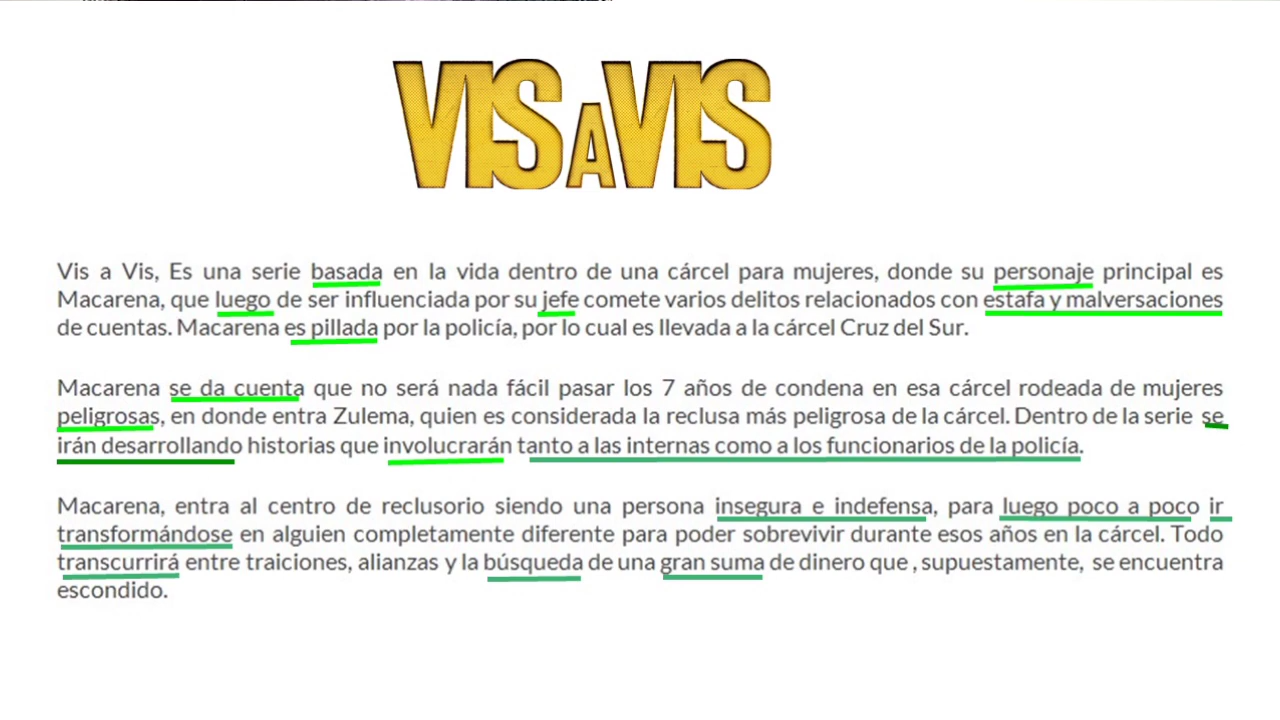 VIS A VIS
Vis a Vis, Es una serie basada en la vida dentro de una cárcel para mujeres, donde su personaje principal es
Macarena, que luego de ser influenciada por su jefe comete varios delitos relacionados con estafa y malversaciones
de cuentas. Macarena es pillada por la policía, por lo cual es llevada a la cárcel Cruz del Sur.
Macarena se da cuenta que no será nada fácil pasar los 7 años de condena en esa cárcel rodeada de mujeres
peligrosas, en donde entra Zulema, quien es considerada la reclusa más peligrosa de la cárcel. Dentro de la serie se
irán desarrollando historias que involucrarán tanto a las internas como a los funcionarios de la policía.
Macarena, entra al centro de reclusorio siendo una persona insegura e indefensa, para luego poco a poco ir
transformándose en alguien completamente diferente para poder sobrevivir durante esos años en la cárcel. Todo
transcurrirá entre traiciones, alianzas y la búsqueda de una gran suma de dinero que , supuestamente, se encuentra
escondido.